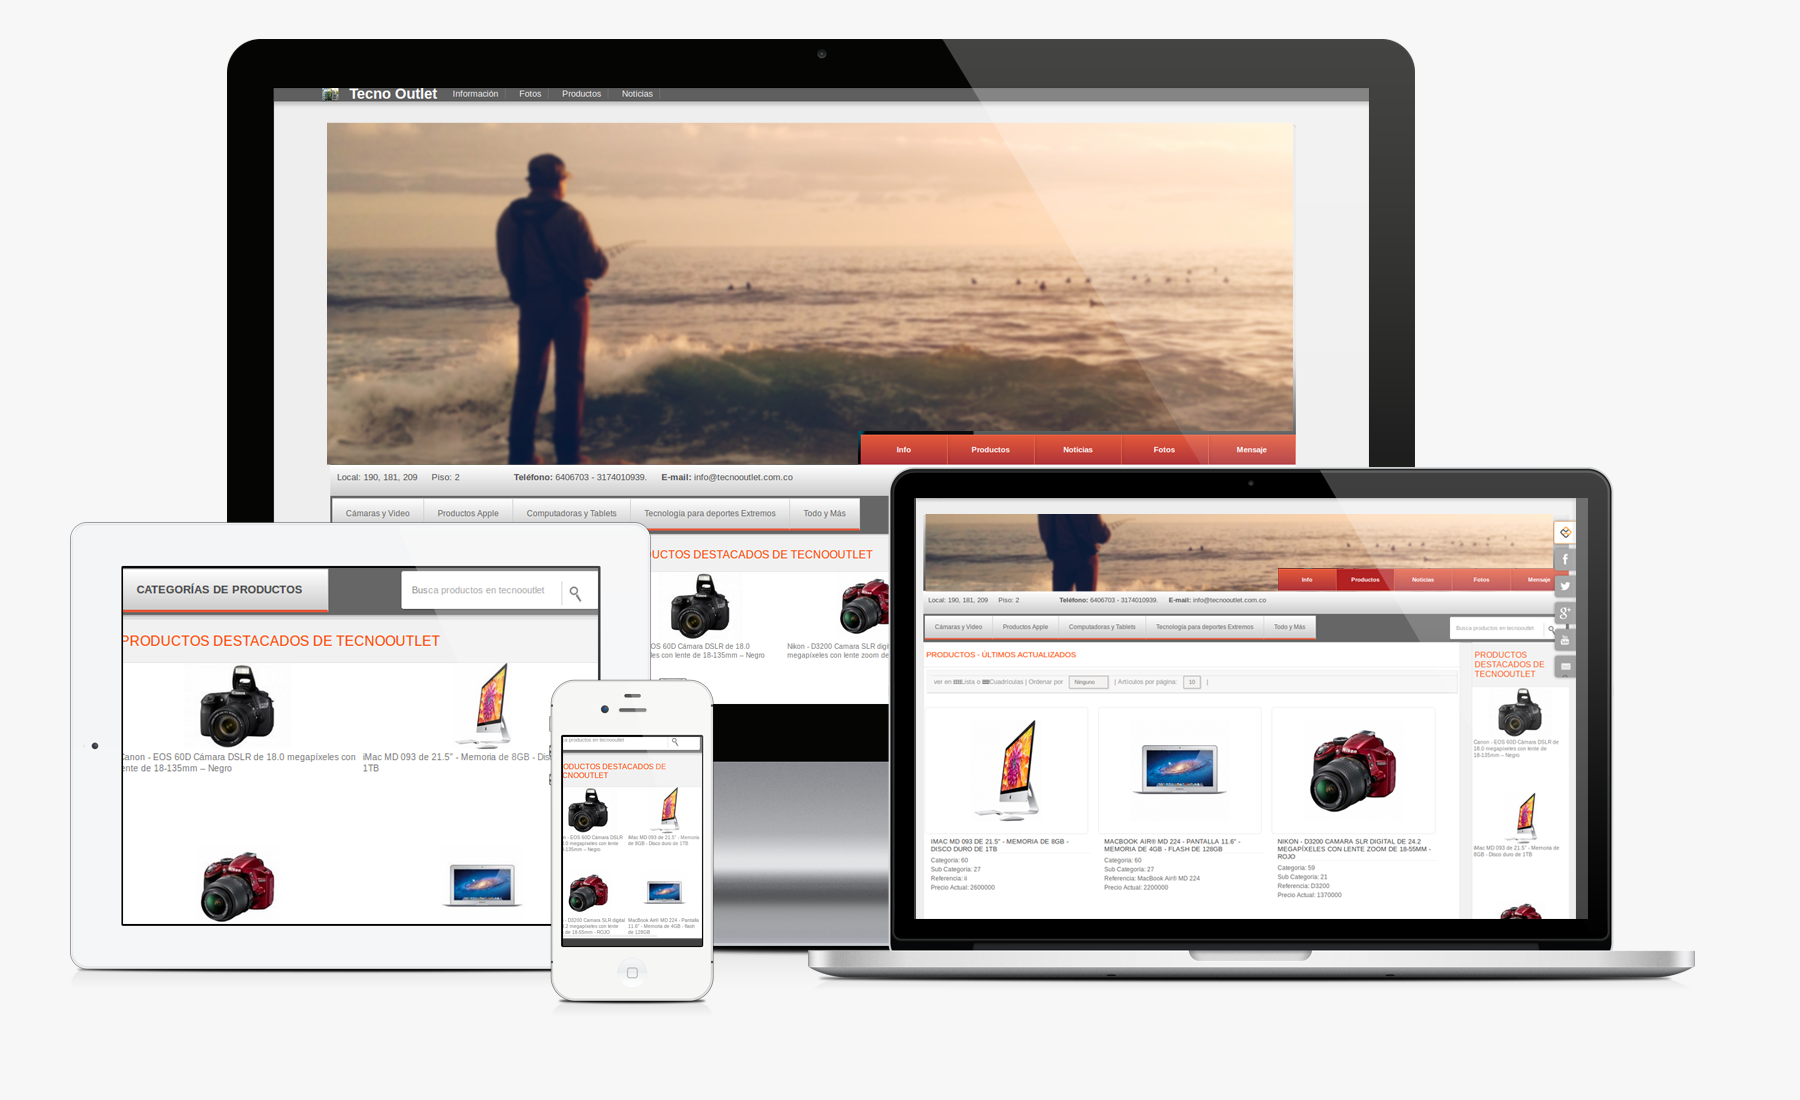 Tecno Outlet Información Fotos Productos Noticias
Info Productos Noticias Fotos Mensaje
Local: 190, 181, 209 Piso: 2 Teléfono: 6406703 - 3174010939. E-mail: info@tecnooutlet.com.co
Cámaras y Video Productos Apple Computadoras y Tablets Tecnología para deportes Extremos Todo y Más
UCTOS DESTACADOS DE TECNOOUTLET
OS 60D Cámara DSLR de 18.0
les con lente de 18-135mm – Negro
Nikon - D3200 Camara SLR digi
megapíxeles con lente zoom de
CATEGORÍAS DE PRODUCTOS
Busca productos en tecnooutlet
PRODUCTOS DESTACADOS DE TECNOOUTLET
Canon - EOS 60D Cámara DSLR de 18.0 megapíxeles con
ente de 18-135mm – Negro
iMac MD 093 de 21.5" - Memoria de 8GB - Dis
1TB
a productos en tecnooutlet
ODUCTOS DESTACADOS DE
CNOOUTLET
n - EOS 60D Cámara DSLR
.0 megapíxeles con lente
-135mm – Negro
iMac MD 093 de 21.5" - Memoria
de 8GB - Disco duro de 1TB
- D3200 Camara SLR digital
.2 megapíxeles con lente
de 18-55mm - ROJO
MacBook Air® MD 224 - Pantalla
11.6" - Memoria de 4GB - flash
de 128GB
Info Productos Noticias Fotos Mensaje
Local: 190, 181, 209 Piso: 2 Teléfono: 6406703 - 3174010939. E-mail: info@tecnooutlet.com.co
Cámaras y Video Productos Apple Computadoras y Tablets Tecnología para deportes Extremos Todo y Más
Busca productos en tecnooutlet
PRODUCTOS - ÚLTIMOS ACTUALIZADOS
ver en Lista o Cuadrículas | Ordenar por Ninguno | Artículos por página: 10 |
IMAC MD 093 DE 21.5" - MEMORIA DE 8GB -
DISCO DURO DE 1TB
Categoria: 60
Sub Categoria: 27
Referencia: il
Precio Actual: 2600000
MACBOOK AIR® MD 224 - PANTALLA 11.6" -
MEMORIA DE 4GB - FLASH DE 128GB
Categoria: 60
Sub Categoria: 27
Referencia: MacBook Air® MD 224
Precio Actual: 2200000
NIKON - D3200 CAMARA SLR DIGITAL DE 24.2
MEGAPÍXELES CON LENTE ZOOM DE 18-55MM -
ROJO
Categoria: 59
Sub Categoria: 21
Referencia: D3200
Precio Actual: 1370000
PRODUCTOS
DESTACADOS DE
TECNOOUTLET
Canon - EOS 60D Cámara DSLR de
18.0 megapíxeles con lente de
18-135mm – Negro
iMac MD 093 de 21.5" - Memoria de
8GB - Disco duro de 1TB